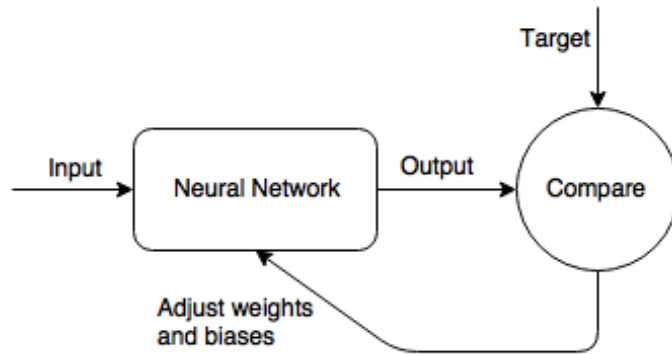 Target
Input
Neural Network
Output
Compare
Adjust weights
and biases